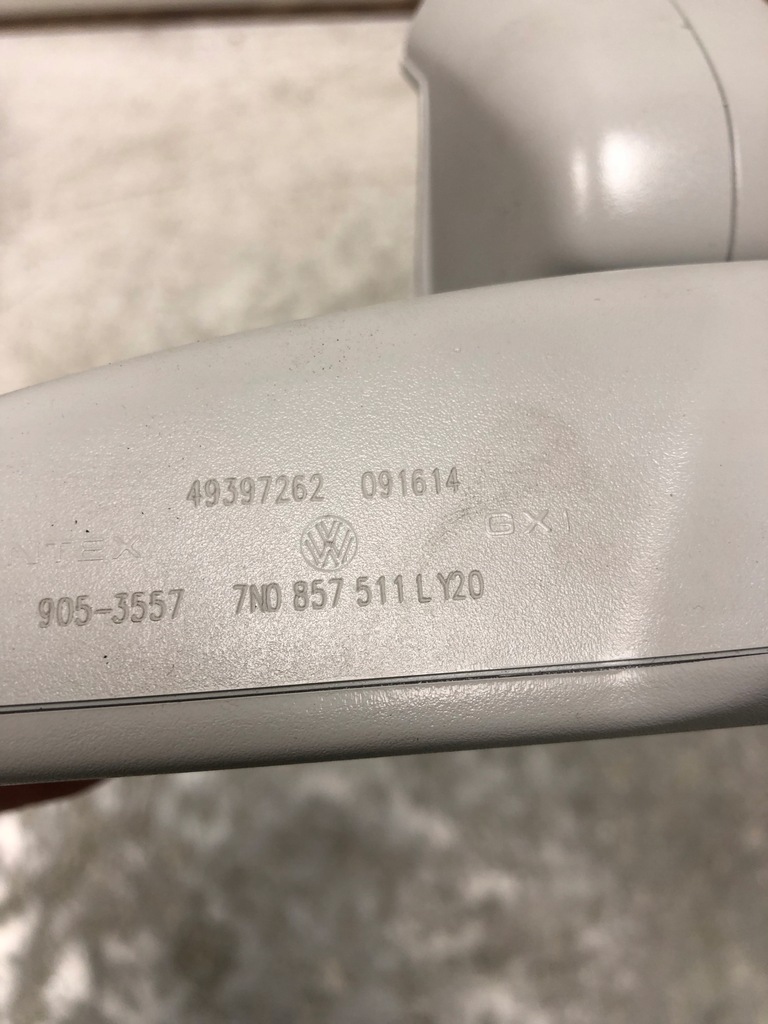 49397262 091614
NTEX GXI
905-3557 7N0 857 511 L Y20